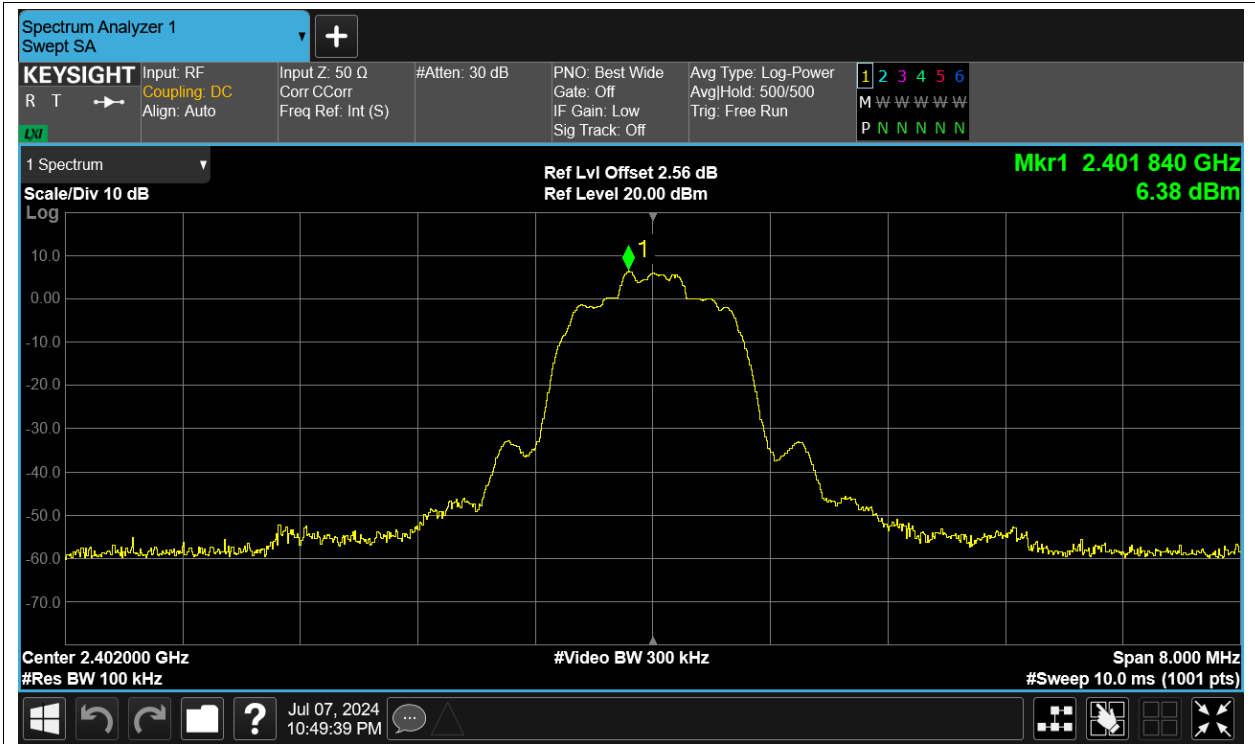 Spectrum Analyzer 1
Swept SA
KEYSIGHT
R T
LXI
Input: RF
Coupling: DC
Align: Auto
Input Z: 50 Ω
Corr CCorr
Freq Ref: Int (S)
#Atten: 30 dB
PNO: Best Wide
Gate: Off
IF Gain: Low
Sig Track: Off
Avg Type: Log-Power
Avg|Hold: 500/500
Trig: Free Run
1 2 3 4 5 6
M W W W W W W
P N N N N N
1 Spectrum
Scale/Div 10 dB
Log
Ref Lvl Offset 2.56 dB
Ref Level 20.00 dBm
Mkr1 2.401 840 GHz
6.38 dBm
1
10.0
0.00
-10.0
-20.0
-30.0
-40.0
-50.0
-60.0
-70.0
Center 2.402000 GHz
#Video BW 300 kHz
Span 8.000 MHz
#Res BW 100 kHz
#Sweep 10.0 ms (1001 pts)
?
Jul 07, 2024
10:49:39 PM